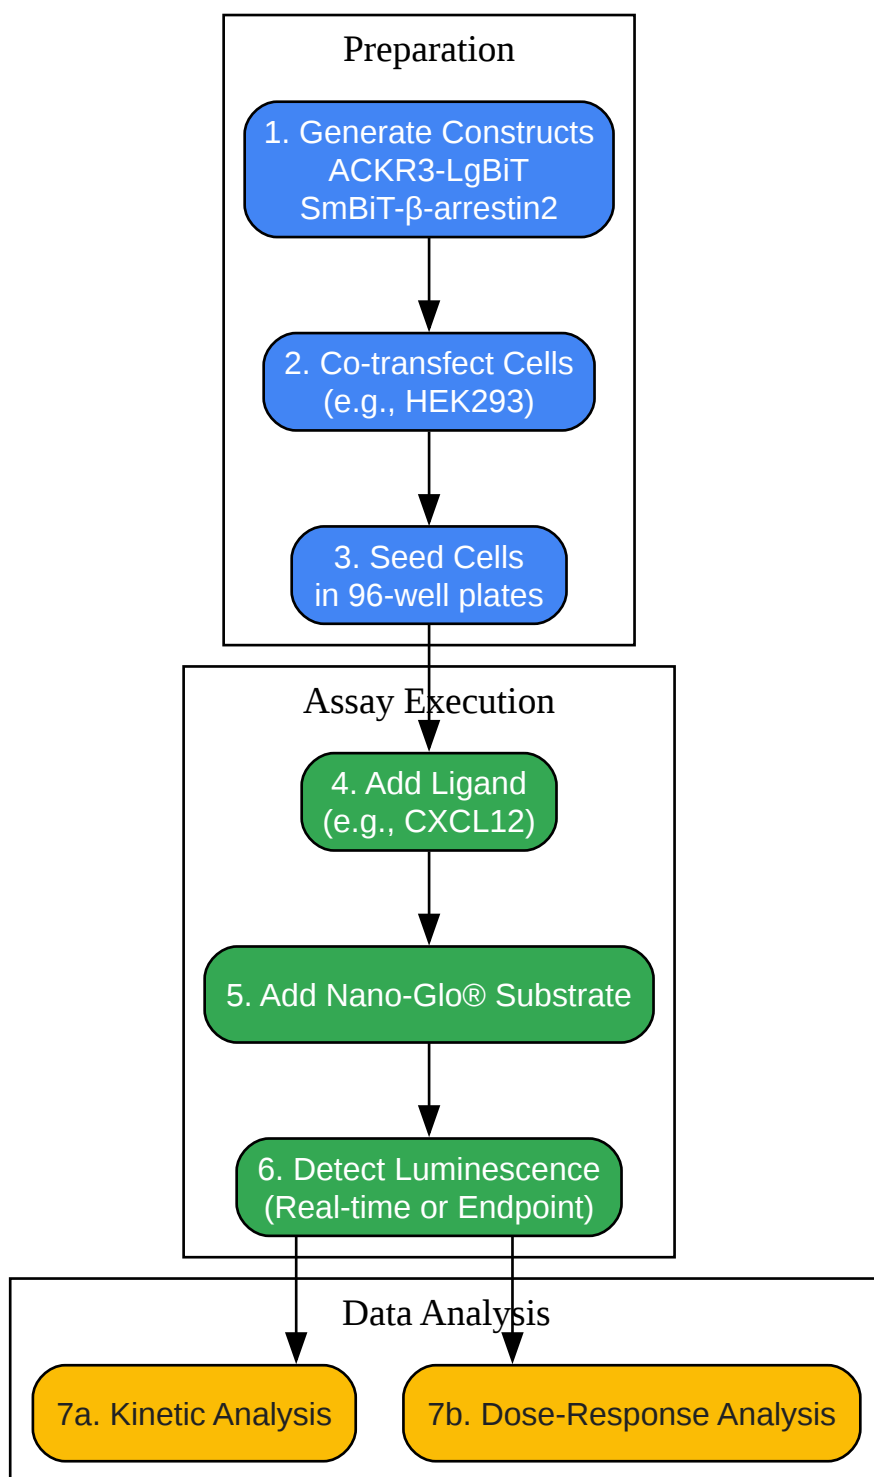 Preparation
1. Generate Constructs
ACKR3-LgBiT
SmBiT-β-arrestin2
2. Co-transfect Cells
(e.g., HEK293)
3. Seed Cells
in 96-well plates
Assay Execution
4. Add Ligand
(e.g., CXCL12)
5. Add Nano-Glo® Substrate
6. Detect Luminescence
(Real-time or Endpoint)
Data Analysis
7a. Kinetic Analysis
7b. Dose-Response Analysis